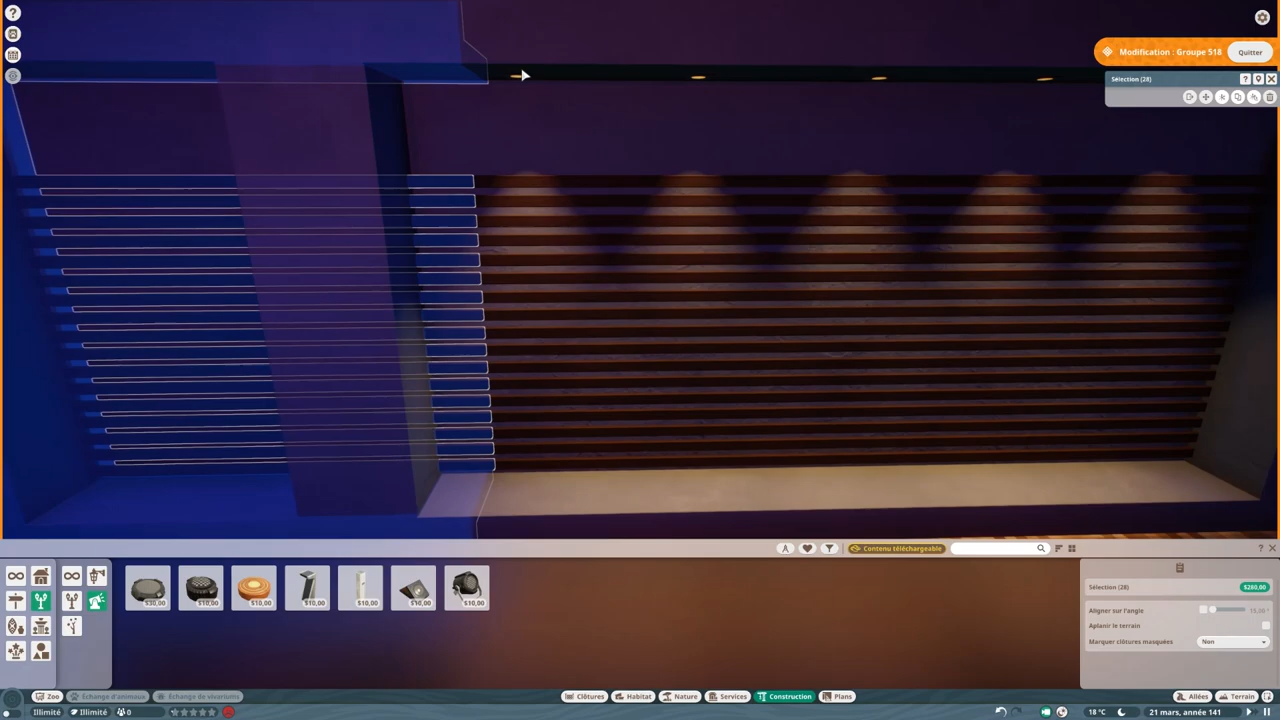 Modification : Groupe 518
Quitter
Sélection (28)
?
?
Contenu téléchargeable
?
$30,00
$10,00
$10,00
$10,00
$10,00
$10,00
$10,00
Sélection (28)
$280,00
Aligner sur l'angle
Aplanir le terrain
Marquer clôtures masquées
Non
Zoo
Échange d'animaux
Échange de vivariums
Clôtures
Habitat
Nature
Services
Construction
Plans
Allées
Terrain
Illimité
Illimité
0
18 °C
21 mars, année 141